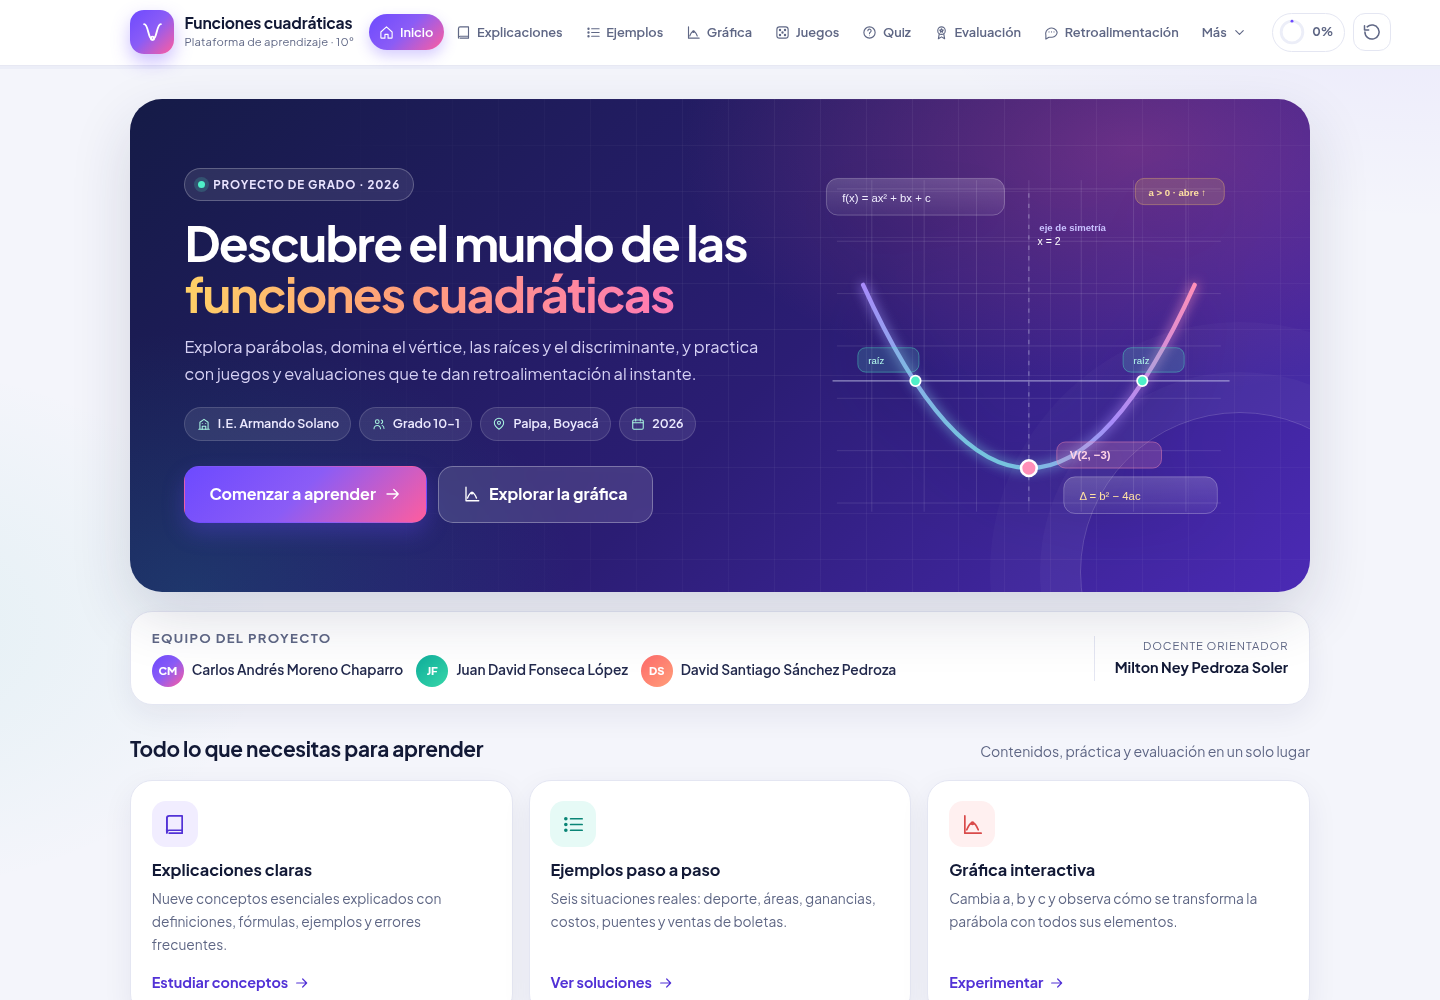 Funciones cuadráticas
Plataforma de aprendizaje · 10°
Inicio
Explicaciones
Ejemplos
Gráfica
Juegos
Quiz
Evaluación
Retroalimentación
Más
0%
PROYECTO DE GRADO · 2026
Descubre el mundo de las
funciones cuadráticas
Explora parábolas, domina el vértice, las raíces y el discriminante, y practica
con juegos y evaluaciones que te dan retroalimentación al instante.
I.E. Armando Solano
Grado 10–1
Paipa, Boyacá
2026
Comenzar a aprender →
Explorar la gráfica
f(x) = ax² + bx + c
a > 0 · abre ↑
eje de simetría
x = 2
raíz
raíz
V(2, −3)
Δ = b² − 4ac
EQUIPO DEL PROYECTO
CM Carlos Andrés Moreno Chaparro
JF Juan David Fonseca López
DS David Santiago Sánchez Pedroza
DOCENTE ORIENTADOR
Milton Ney Pedroza Soler
Todo lo que necesitas para aprender
Contenidos, práctica y evaluación en un solo lugar
Explicaciones claras
Nueve conceptos esenciales explicados con
definiciones, fórmulas, ejemplos y errores
frecuentes.
Estudiar conceptos →
Ejemplos paso a paso
Seis situaciones reales: deporte, áreas, ganancias,
costos, puentes y ventas de boletas.
Ver soluciones →
Gráfica interactiva
Cambia a, b y c y observa cómo se transforma la
parábola con todos sus elementos.
Experimentar →